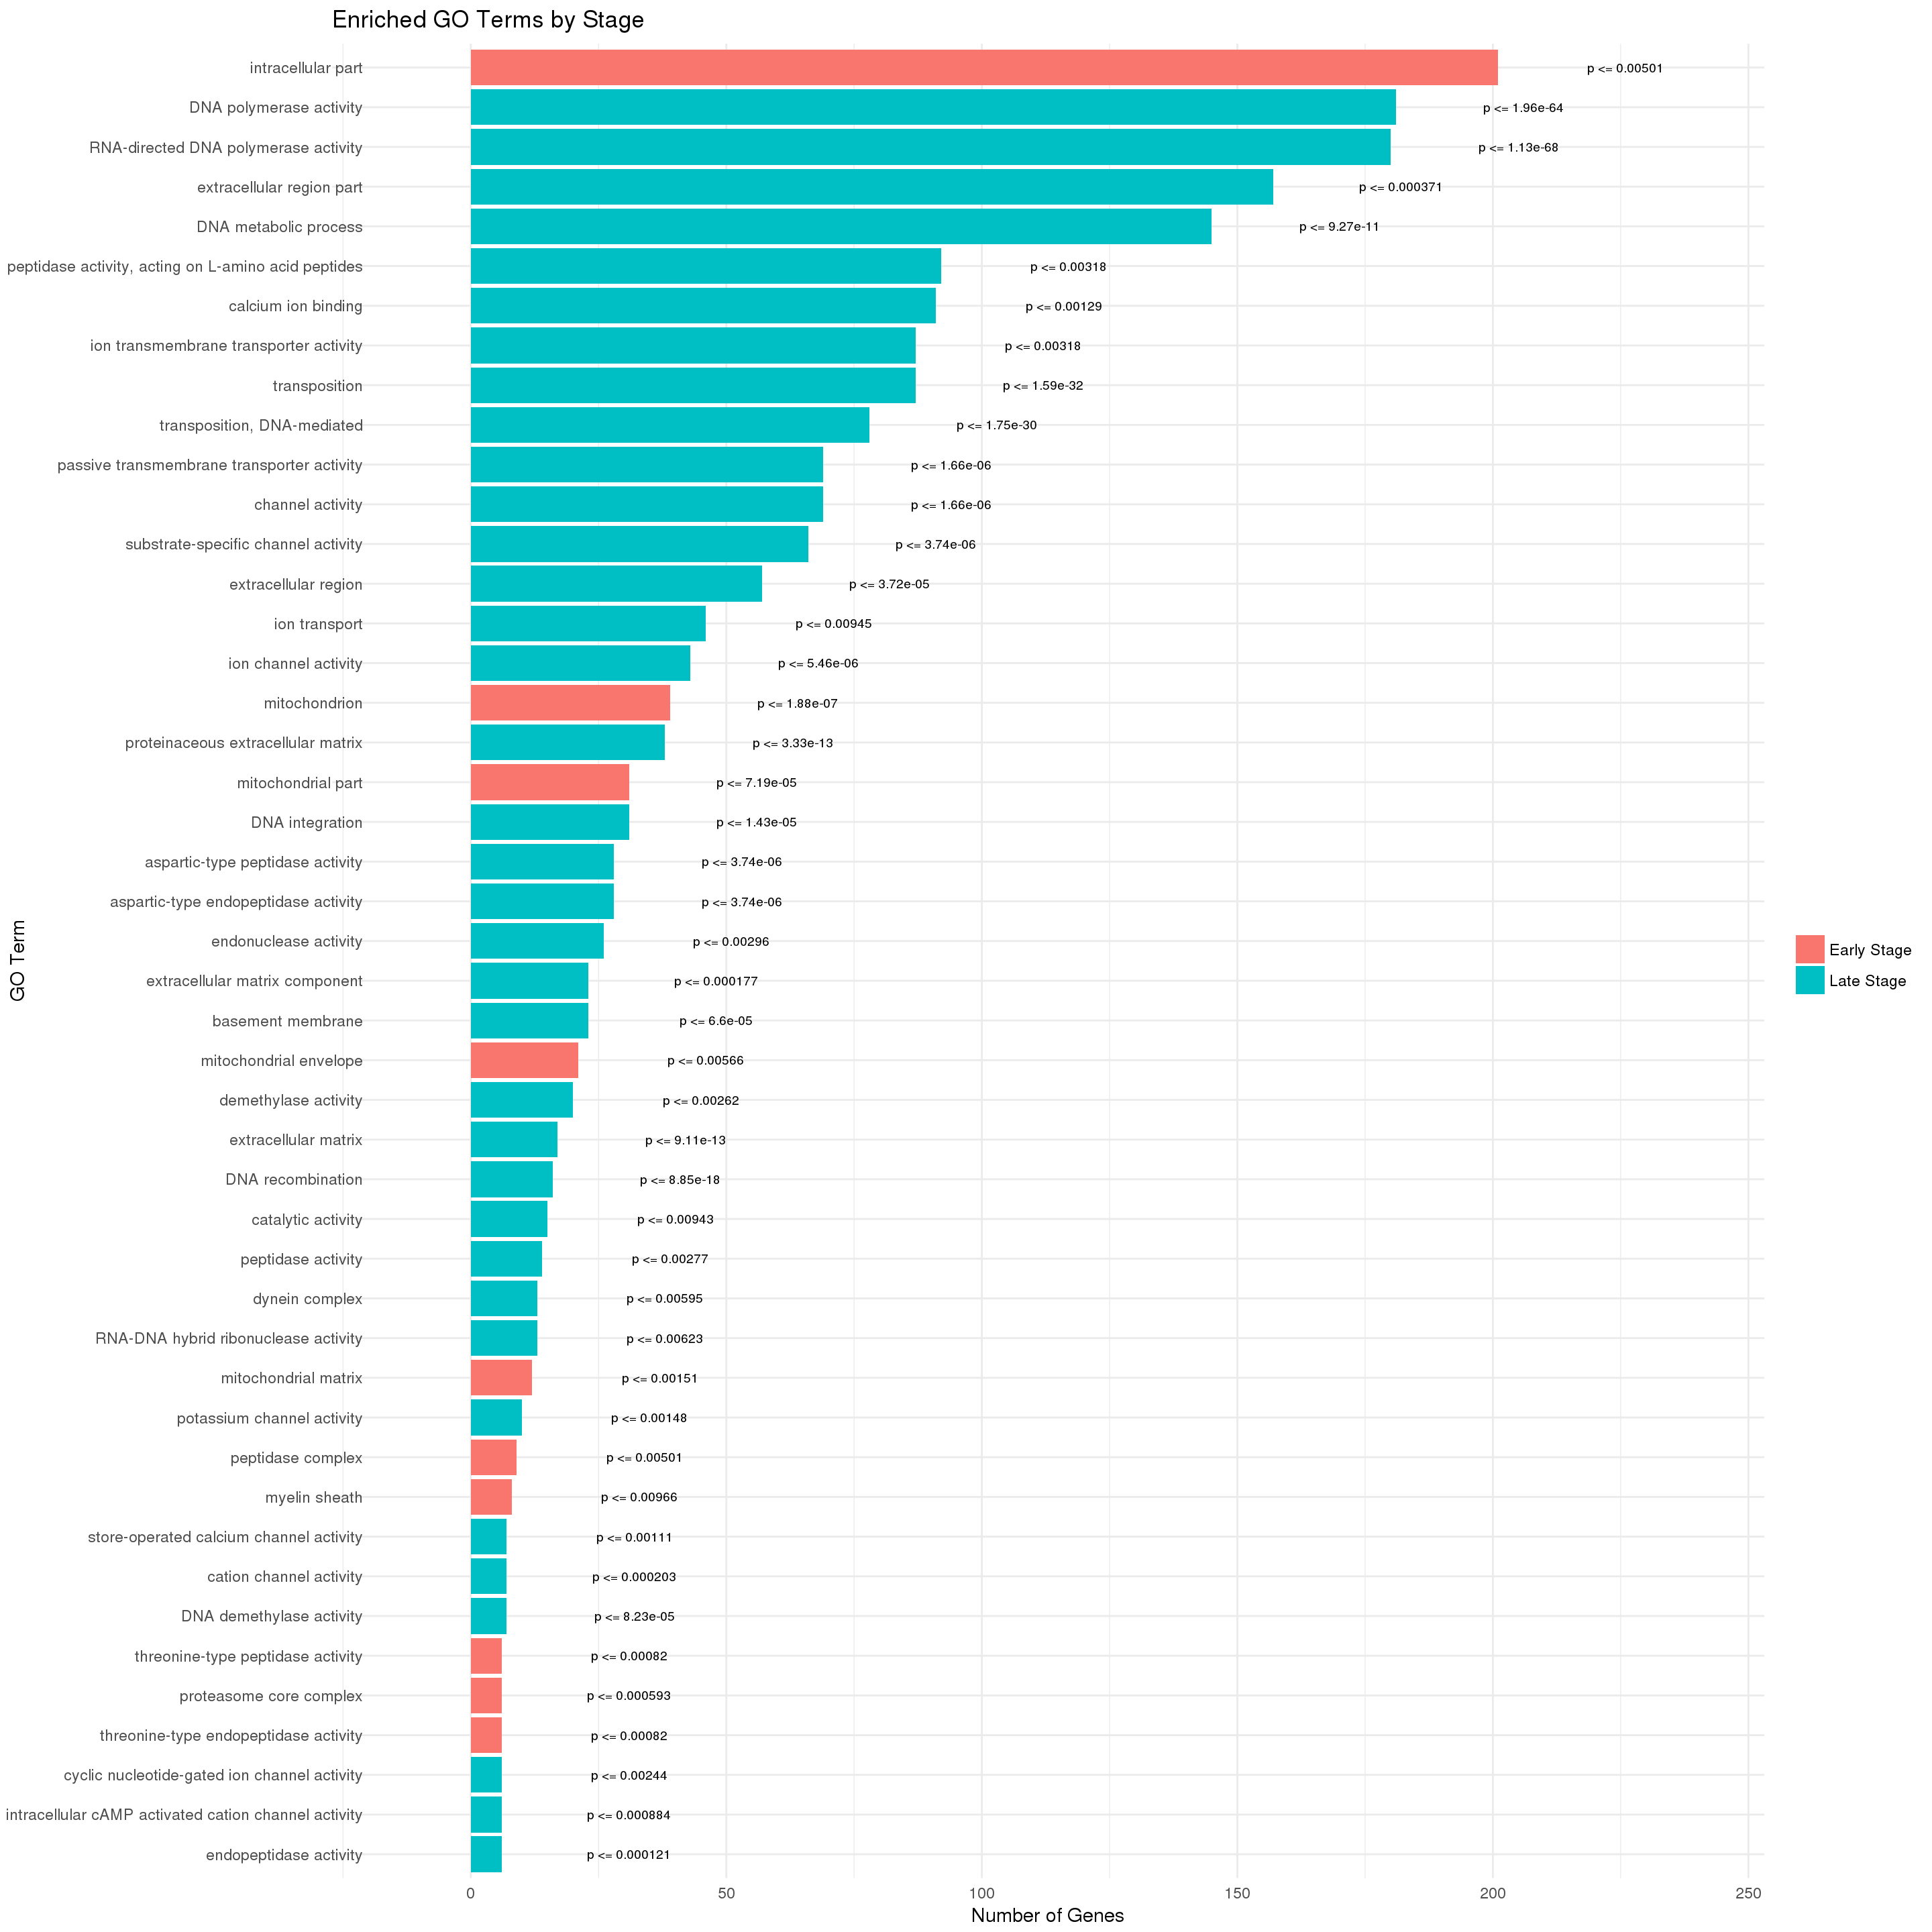 Enriched GO Terms by Stage
intracellular part p <= 0.00501
DNA polymerase activity p <= 1.96e-64
RNA-directed DNA polymerase activity p <= 1.13e-68
extracellular region part p <= 0.000371
DNA metabolic process p <= 9.27e-11
peptidase activity, acting on L-amino acid peptides p <= 0.00318
calcium ion binding p <= 0.00129
ion transmembrane transporter activity p <= 0.00318
transposition p <= 1.59e-32
transposition, DNA-mediated p <= 1.75e-30
passive transmembrane transporter activity p <= 1.66e-06
channel activity p <= 1.66e-06
substrate-specific channel activity p <= 3.74e-06
extracellular region p <= 3.72e-05
ion transport p <= 0.00945
ion channel activity p <= 5.46e-06
mitochondrion p <= 1.88e-07
proteinaceous extracellular matrix p <= 3.33e-13
mitochondrial part p <= 7.19e-05
DNA integration p <= 1.43e-05
aspartic-type peptidase activity p <= 3.74e-06
aspartic-type endopeptidase activity p <= 3.74e-06
endonuclease activity p <= 0.00296
extracellular matrix component p <= 0.000177
basement membrane p <= 6.6e-05
mitochondrial envelope p <= 0.00566
demethylase activity p <= 0.00262
extracellular matrix p <= 9.11e-13
DNA recombination p <= 8.85e-18
catalytic activity p <= 0.00943
peptidase activity p <= 0.00277
dynein complex p <= 0.00595
RNA-DNA hybrid ribonuclease activity p <= 0.00623
mitochondrial matrix p <= 0.00151
potassium channel activity p <= 0.00148
peptidase complex p <= 0.00501
myelin sheath p <= 0.00966
store-operated calcium channel activity p <= 0.00111
cation channel activity p <= 0.000203
DNA demethylase activity p <= 8.23e-05
threonine-type peptidase activity p <= 0.00082
proteasome core complex p <= 0.000593
threonine-type endopeptidase activity p <= 0.00082
cyclic nucleotide-gated ion channel activity p <= 0.00244
intracellular cAMP activated cation channel activity p <= 0.000884
endopeptidase activity p <= 0.000121
0 50 100 150 200 250
Number of Genes
GO Term
Early Stage
Late Stage